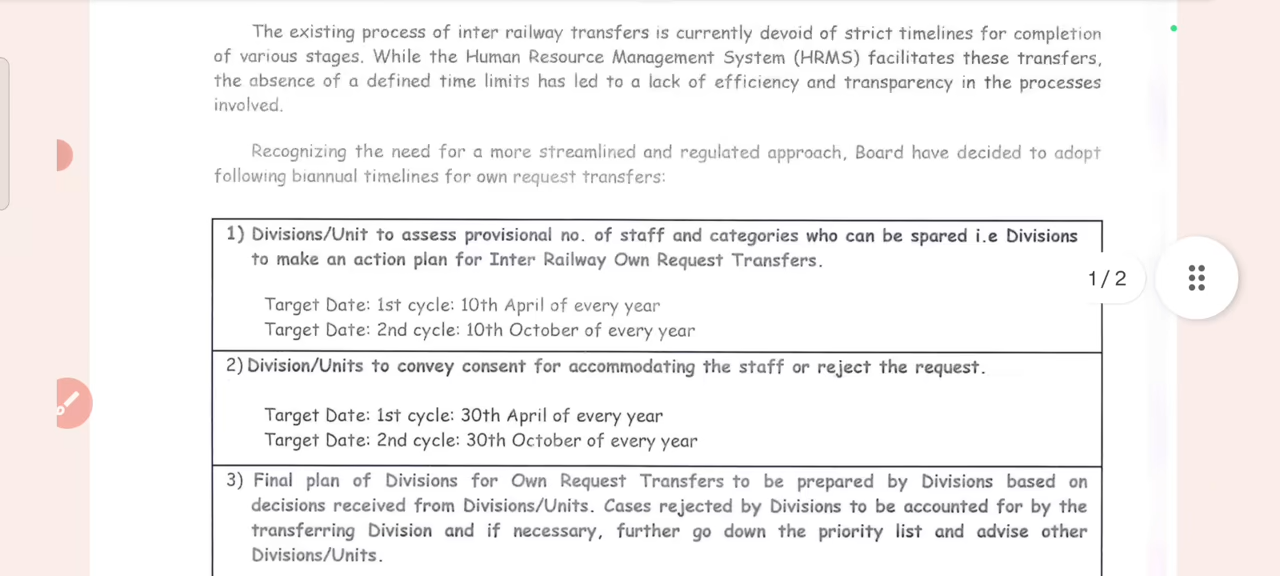 The existing process of inter railway transfers is currently devoid of strict timelines for completion
of various stages. While the Human Resource Management System (HRMS) facilitates these transfers,
the absence of a defined time limits has led to a lack of efficiency and transparency in the processes
involved.
Recognizing the need for a more streamlined and regulated approach, Board have decided to adopt
following biannual timelines for own request transfers:
1) Divisions/Unit to assess provisional no. of staff and categories who can be spared i.e Divisions
to make an action plan for Inter Railway Own Request Transfers.
1/2
Target Date: 1st cycle: 10th April of every year
Target Date: 2nd cycle: 10th October of every year
2) Division/Units to convey consent for accommodating the staff or reject the request.
Target Date: 1st cycle: 30th April of every year
Target Date: 2nd cycle: 30th October of every year
3) Final plan of Divisions for Own Request Transfers to be prepared by Divisions based on
decisions received from Divisions/Units. Cases rejected by Divisions to be accounted for by the
transferring Division and if necessary, further go down the priority list and advise other
Divisions/Units.